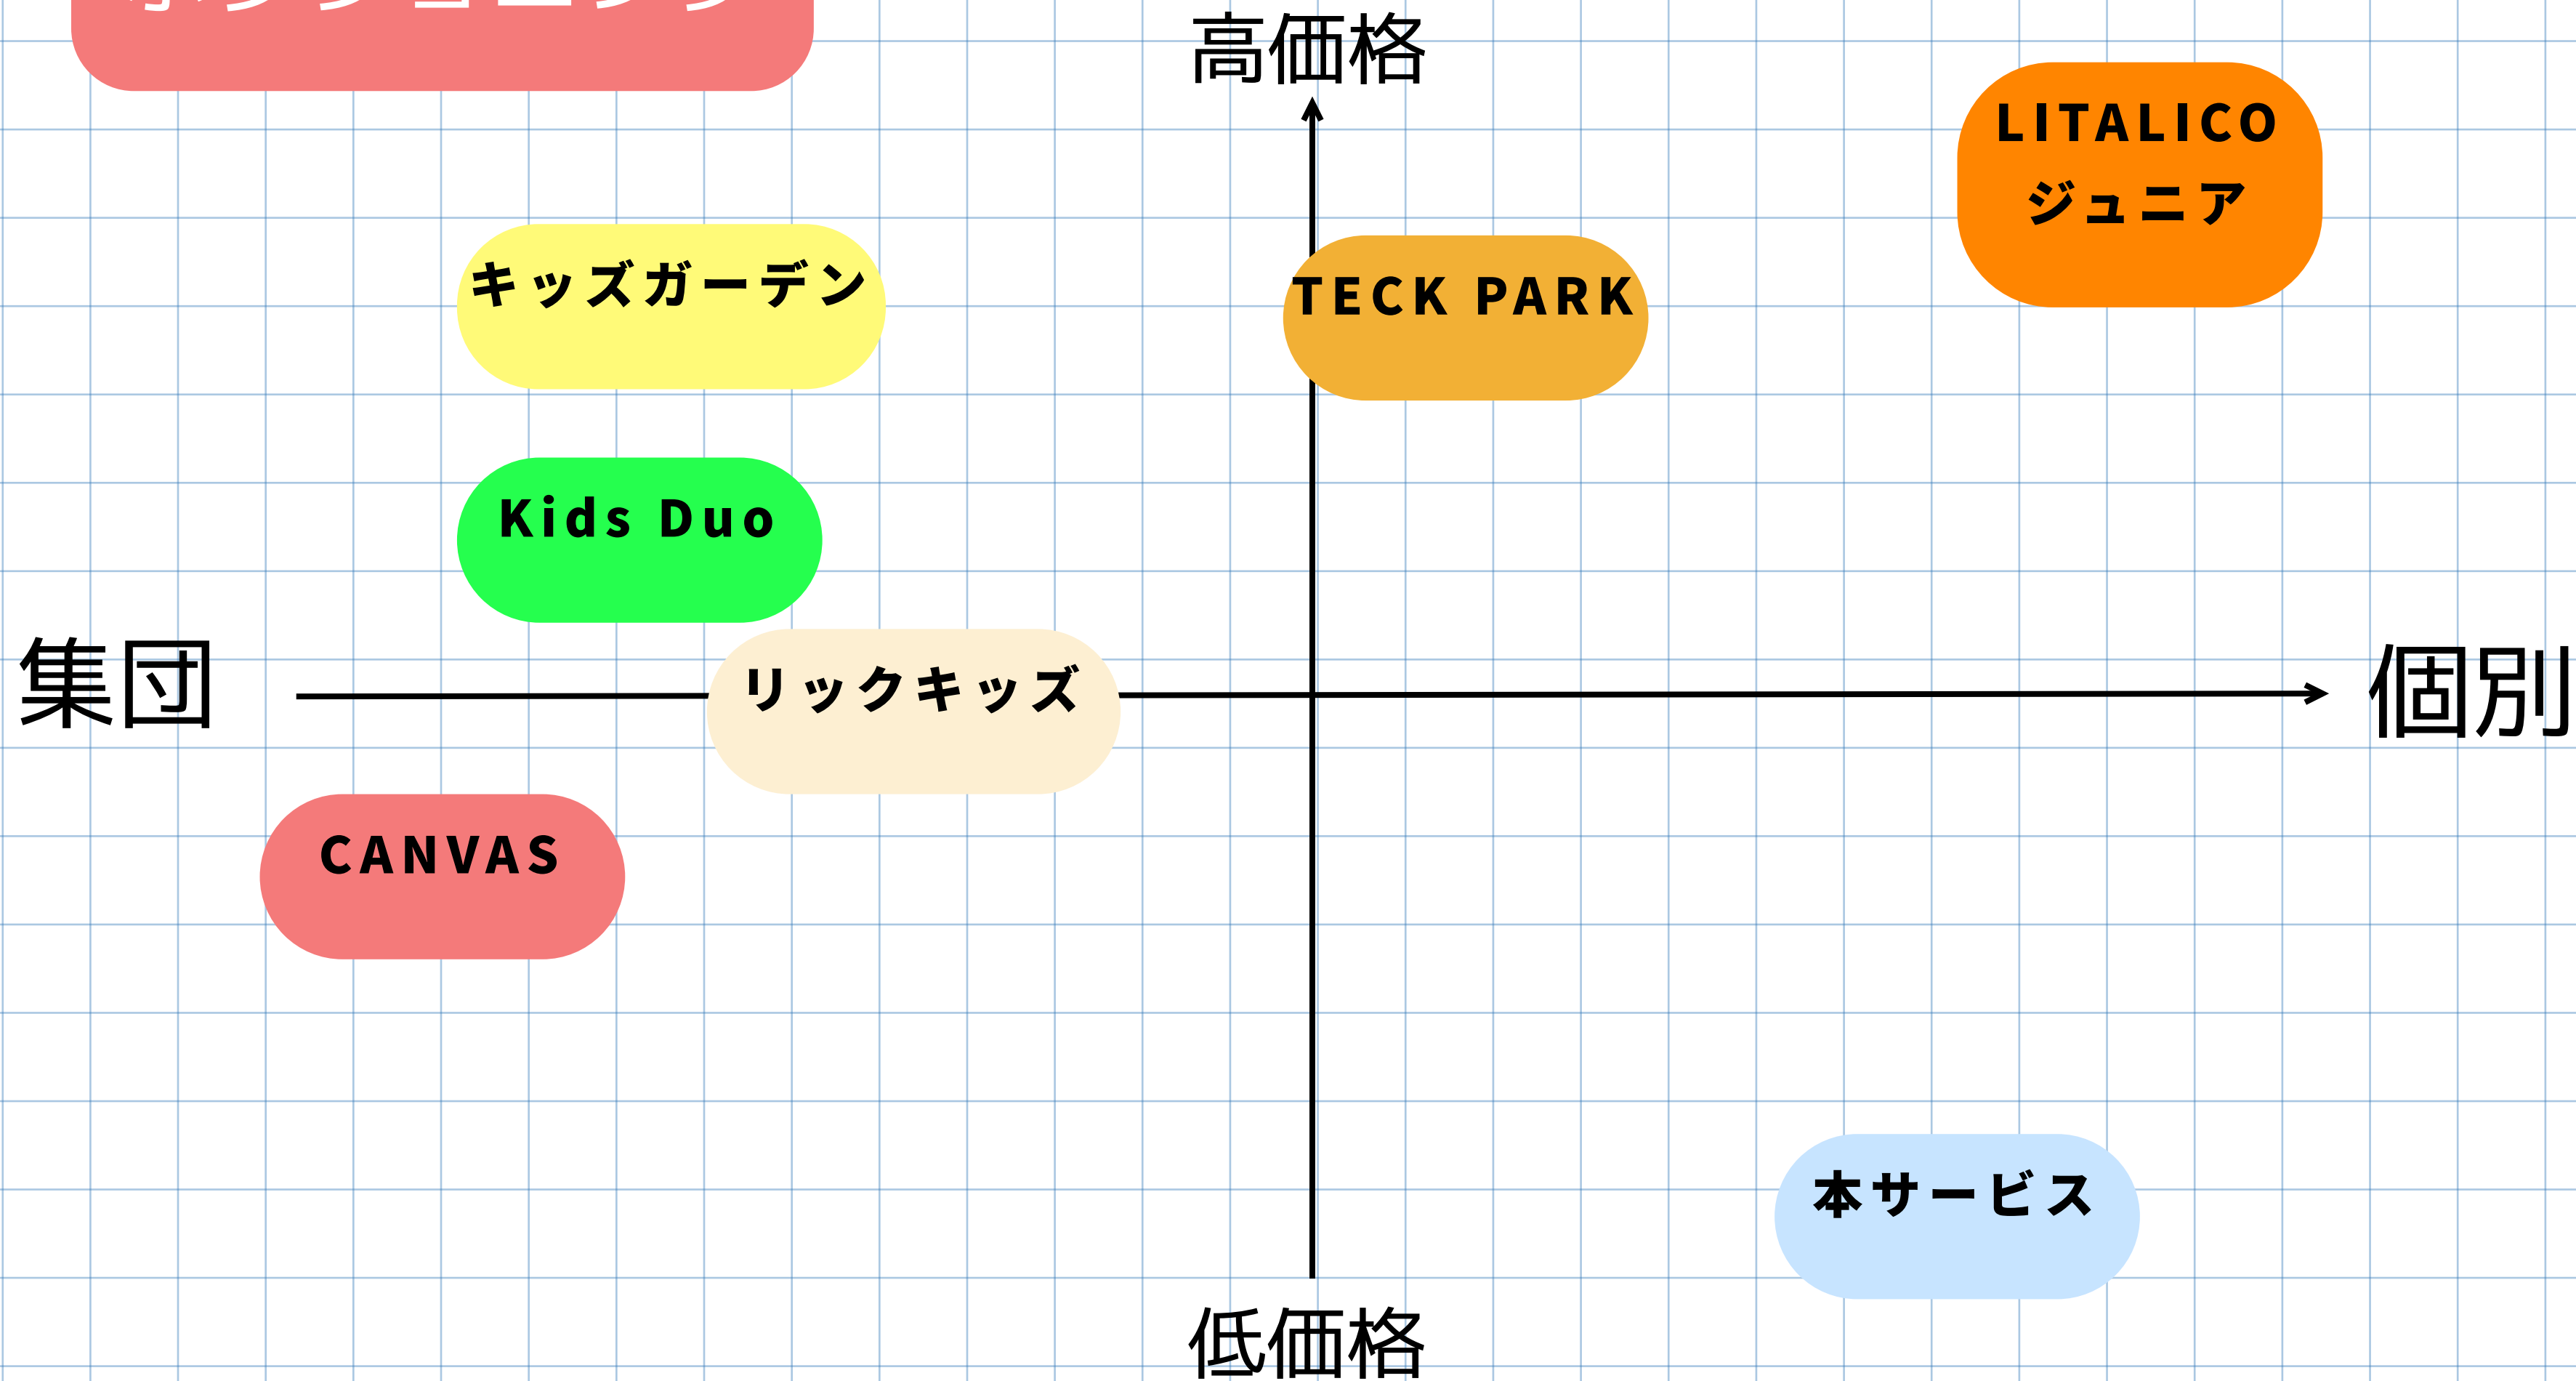 高価格
LITALICO
ジュニア
キッズガーデン
TECK PARK
Kids Duo
集団
リックキッズ
個別
CANVAS
本サービス
低価格